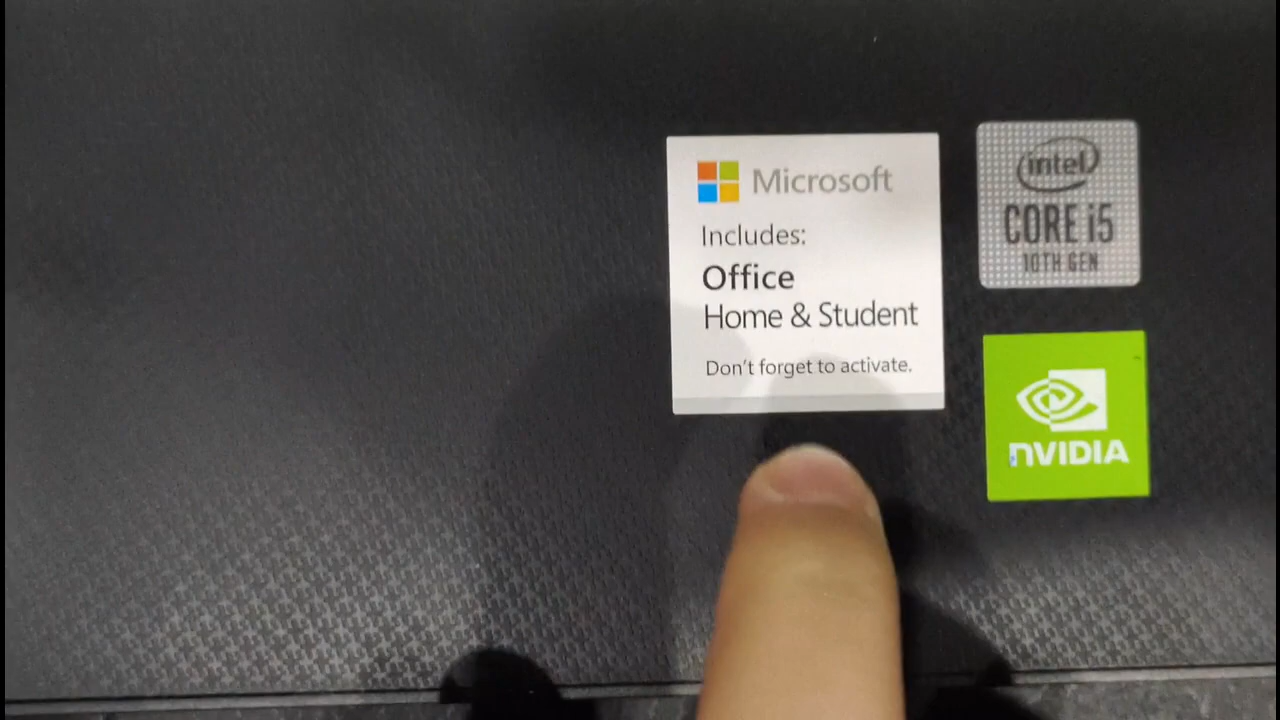 Microsoft
Includes:
Office
Home & Student
Don't forget to activate.
intel
CORE i5
10TH GEN
nVIDIA